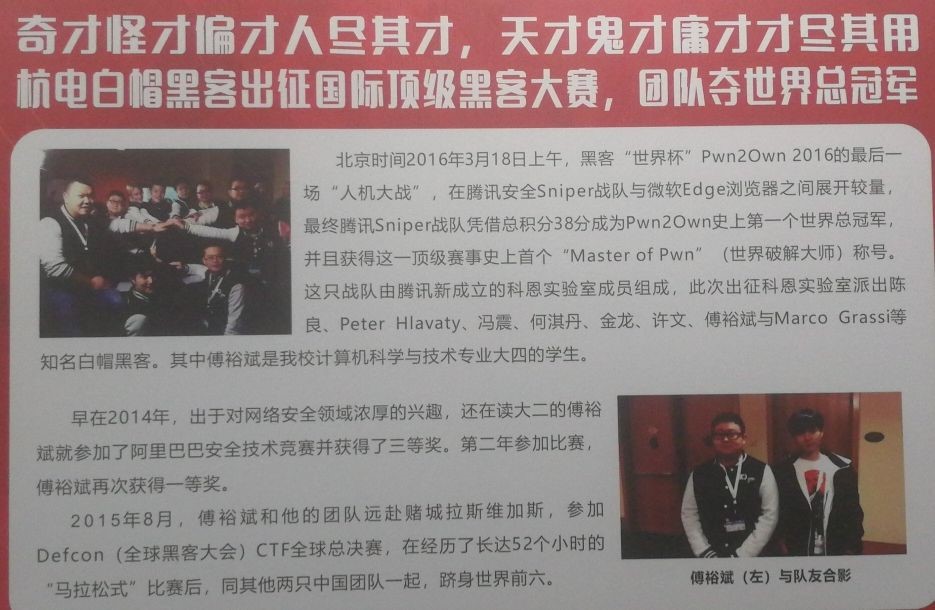 奇才怪才偏才人尽其才，天才鬼才庸才才尽其用
杭电白帽黑客出征国际顶级黑客大赛，团队夺世界总冠军
北京时间2016年3月18日上午，黑客“世界杯”Pwn2Own 2016的最后一
场“人机大战”，在腾讯安全Sniper战队与微软Edge浏览器之间展开较量，
最终腾讯Sniper战队凭借总积分38分成为Pwn2Own史上第一个世界总冠军，
并且获得这一顶级赛事史上首个“Master of Pwn”（世界破解大师）称号。
这只战队由腾讯新成立的科恩实验室成员组成，此次出征科恩实验室派出陈
良、Peter Hlavaty、冯震、何淇丹、金龙、许文、傅裕斌与Marco Grassi等
知名白帽黑客。其中傅裕斌是我校计算机科学与技术专业大四的学生。
早在2014年，出于对网络安全领域浓厚的兴趣，还在读大二的傅裕
斌就参加了阿里巴巴安全技术竞赛并获得了三等奖。第二年参加比赛，
傅裕斌再次获得一等奖。
2015年8月，傅裕斌和他的团队远赴赌城拉斯维加斯，参加
Defcon（全球黑客大会）CTF全球总决赛，在经历了长达52个小时的
“马拉松式”比赛后，同其他两只中国团队一起，跻身世界前六。
傅裕斌（左）与队友合影